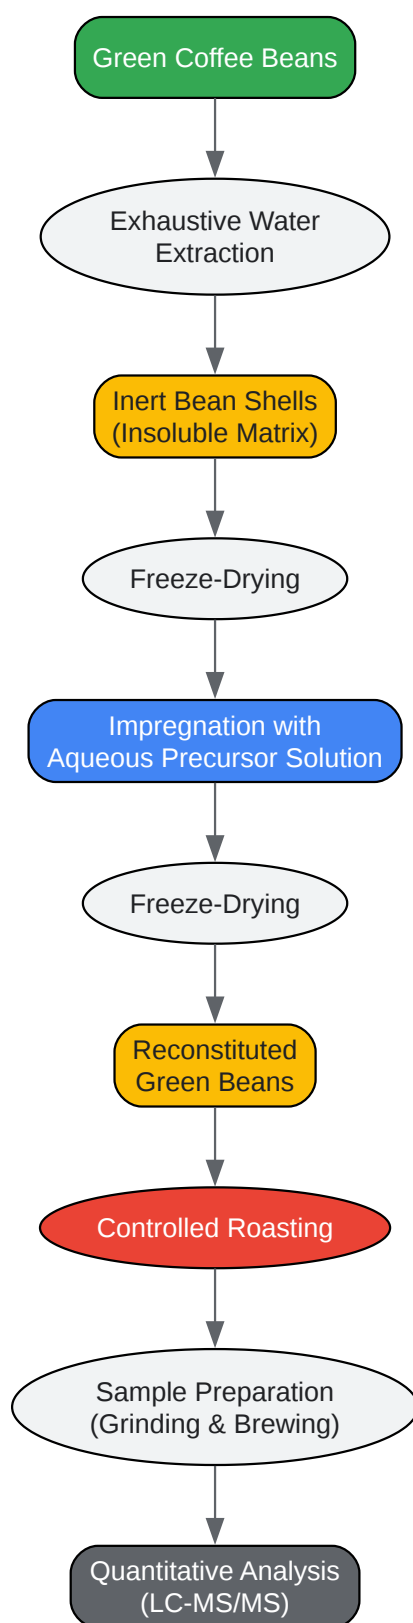 Green Coffee Beans
Exhaustive Water
Extraction
Inert Bean Shells
(Insoluble Matrix)
Freeze-Drying
Impregnation with
Aqueous Precursor Solution
Freeze-Drying
Reconstituted
Green Beans
Controlled Roasting
Sample Preparation
(Grinding & Brewing)
Quantitative Analysis
(LC-MS/MS)